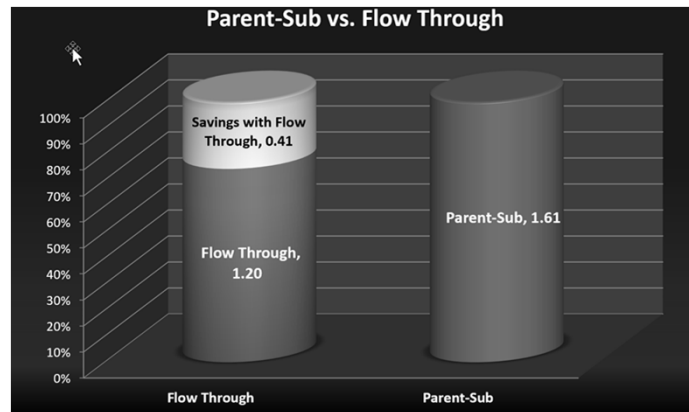 Parent-Sub vs. Flow Through
100%
90%
80%
70%
60%
50%
40%
30%
20%
10%
0%
Savings with Flow
Through, 0.41
Flow Through,
1.20
Parent-Sub, 1.61
Flow Through
Parent-Sub